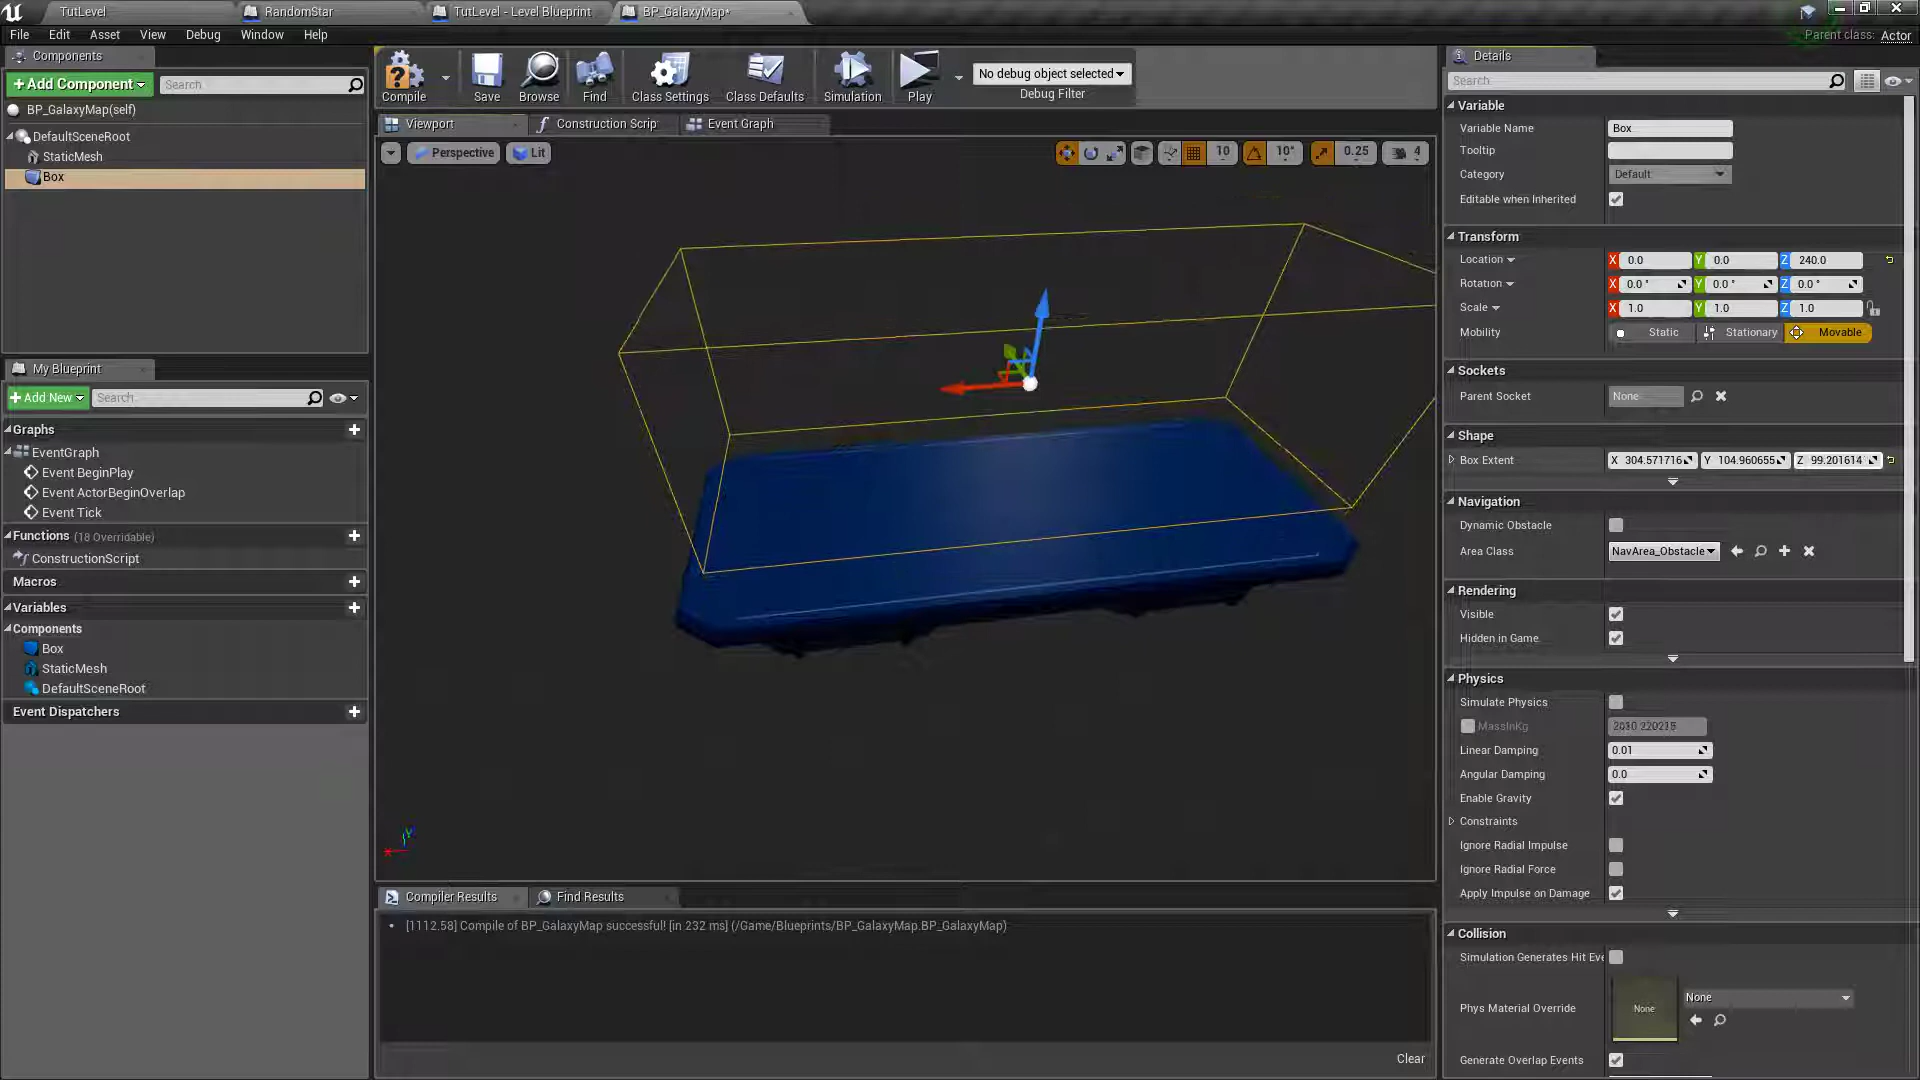 TutLevel
RandomStar
TutLevel - Level Blueprint
BP_GalaxyMap*
File Edit Asset View Debug Window Help
Parent class: Actor
Components
+Add Component
Search
BP_GalaxyMap(self)
DefaultSceneRoot
StaticMesh
Box
My Blueprint
+Add New
Search
Graphs
EventGraph
Event BeginPlay
Event ActorBeginOverlap
Event Tick
Functions (18 Overridable)
ConstructionScript
Macros
Variables
Components
Box
StaticMesh
DefaultSceneRoot
Event Dispatchers
Compile
Save
Browse
Find
Class Settings
Class Defaults
Simulation
Play
No debug object selected
Debug Filter
Viewport
Construction Scrip
Event Graph
Perspective
Lit
10
10°
0.25
4
Compiler Results
Find Results
[1112.58] Compile of BP_GalaxyMap successful! [in 232 ms] (/Game/Blueprints/BP_GalaxyMap.BP_GalaxyMap)
Clear
Details
Search
Variable
Variable Name Box
Tooltip
Category Default
Editable when Inherited
Transform
Location X 0.0 Y 0.0 Z 240.0
Rotation X 0.0 ° Y 0.0 ° Z 0.0 °
Scale X 1.0 Y 1.0 Z 1.0
Mobility Static Stationary Movable
Sockets
Parent Socket None
Shape
Box Extent X 304.571716 Y 104.960655 Z 99.201614
Navigation
Dynamic Obstacle
Area Class NavArea_Obstacle
Rendering
Visible
Hidden in Game
Physics
Simulate Physics
MassInKg
Linear Damping 0.01
Angular Damping 0.0
Enable Gravity
Constraints
Ignore Radial Impulse
Ignore Radial Force
Apply Impulse on Damage
Collision
Simulation Generates Hit Eve
Phys Material Override None None
Generate Overlap Events